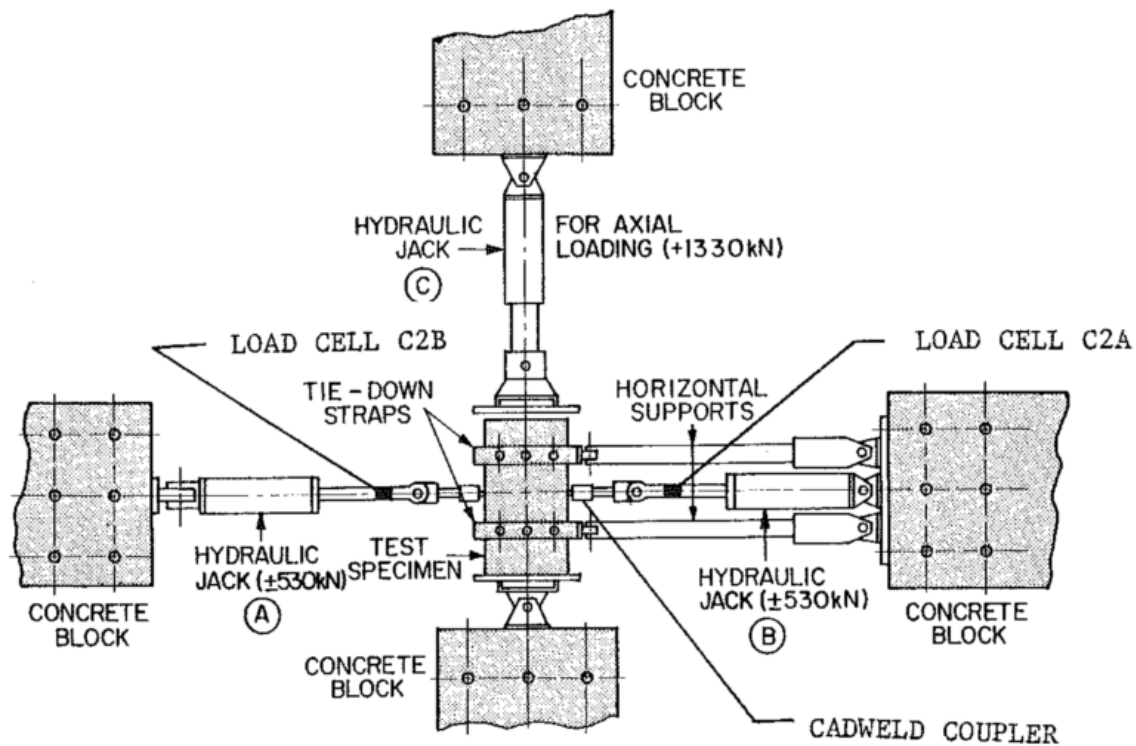 CONCRETE
BLOCK
HYDRAULIC
JACK
C
FOR AXIAL
LOADING (+1330kN)
LOAD CELL C2B
LOAD CELL C2A
TIE-DOWN
STRAPS
HORIZONTAL
SUPPORTS
TEST
SPECIMEN
HYDRAULIC
JACK (±530kN)
A
HYDRAULIC
JACK (±530kN)
B
CONCRETE
BLOCK
CONCRETE
BLOCK
CONCRETE
BLOCK
CADWELD COUPLER